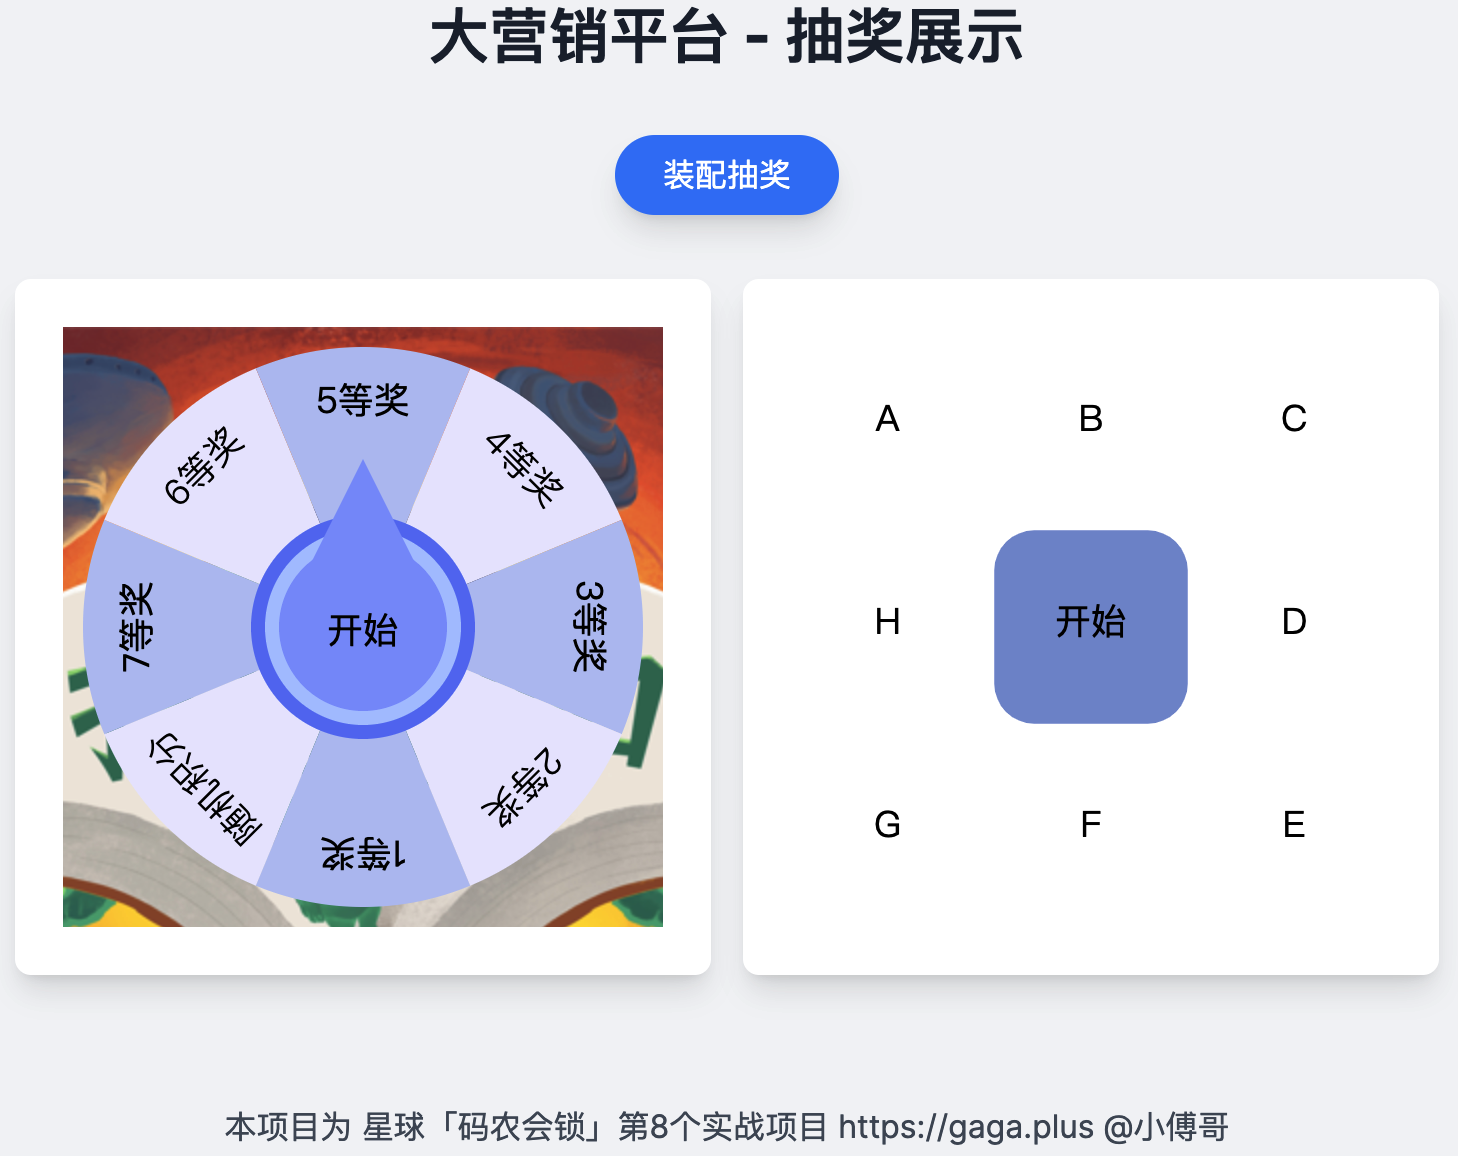 大营销平台 - 抽奖展示
装配抽奖
5等奖
4等奖
3等奖
2等奖
1等奖
随机积分
7等奖
6等奖
开始
A B C
H 开始 D
G F E
本项目为 星球「码农会锁」第8个实战项目 https://gaga.plus @小傅哥